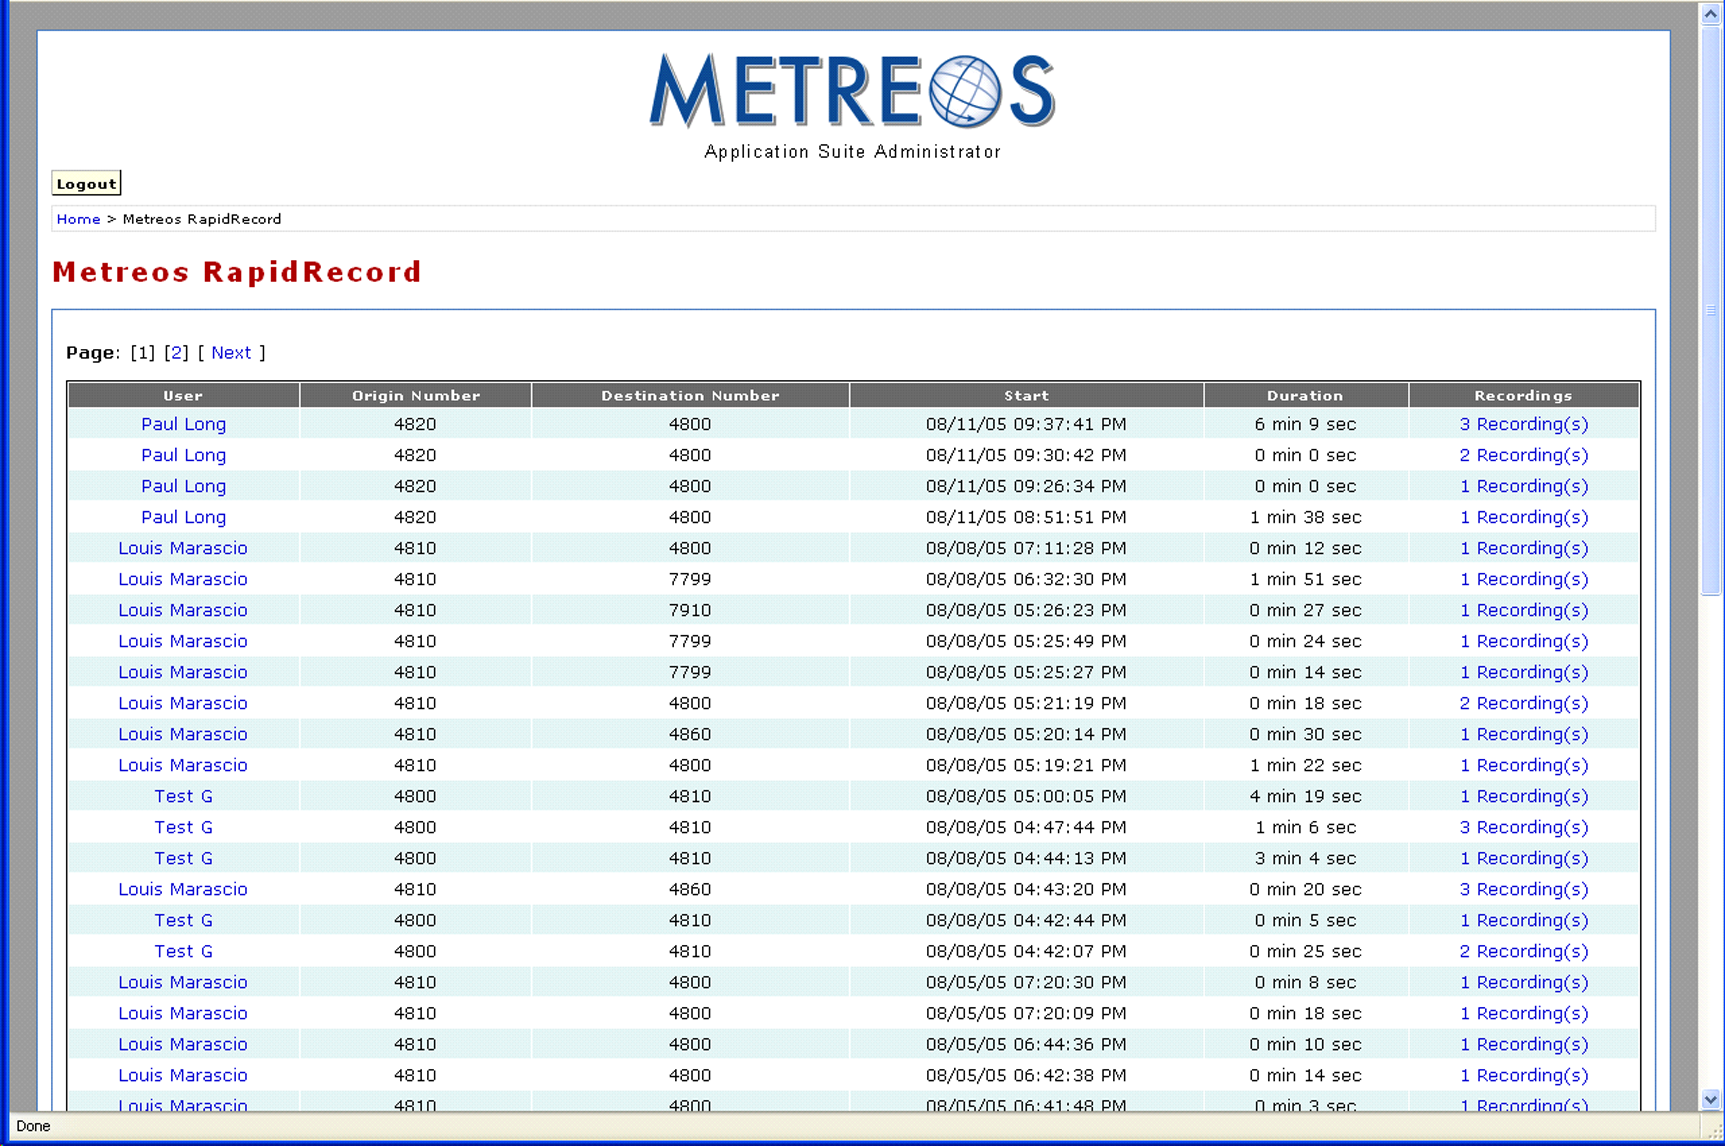 METREOS
Application Suite Administrator
Logout
Home > Metreos RapidRecord
Metreos RapidRecord
Page: [1] [2] [ Next ]
User Origin Number Destination Number Start Duration Recordings
Paul Long 4820 4800 08/11/05 09:37:41 PM 6 min 9 sec 3 Recording(s)
Paul Long 4820 4800 08/11/05 09:30:42 PM 0 min 0 sec 2 Recording(s)
Paul Long 4820 4800 08/11/05 09:26:34 PM 0 min 0 sec 1 Recording(s)
Paul Long 4820 4800 08/11/05 08:51:51 PM 1 min 38 sec 1 Recording(s)
Louis Marascio 4810 4800 08/08/05 07:11:28 PM 0 min 12 sec 1 Recording(s)
Louis Marascio 4810 7799 08/08/05 06:32:30 PM 1 min 51 sec 1 Recording(s)
Louis Marascio 4810 7910 08/08/05 05:26:23 PM 0 min 27 sec 1 Recording(s)
Louis Marascio 4810 7799 08/08/05 05:25:49 PM 0 min 24 sec 1 Recording(s)
Louis Marascio 4810 7799 08/08/05 05:25:27 PM 0 min 14 sec 1 Recording(s)
Louis Marascio 4810 4800 08/08/05 05:21:19 PM 0 min 18 sec 2 Recording(s)
Louis Marascio 4810 4860 08/08/05 05:20:14 PM 0 min 30 sec 1 Recording(s)
Louis Marascio 4810 4800 08/08/05 05:19:21 PM 1 min 22 sec 1 Recording(s)
Test G 4800 4810 08/08/05 05:00:05 PM 4 min 19 sec 1 Recording(s)
Test G 4800 4810 08/08/05 04:47:44 PM 1 min 6 sec 3 Recording(s)
Test G 4800 4810 08/08/05 04:44:13 PM 3 min 4 sec 1 Recording(s)
Louis Marascio 4810 4860 08/08/05 04:43:20 PM 0 min 20 sec 3 Recording(s)
Test G 4800 4810 08/08/05 04:42:44 PM 0 min 5 sec 1 Recording(s)
Test G 4800 4810 08/08/05 04:42:07 PM 0 min 25 sec 2 Recording(s)
Louis Marascio 4810 4800 08/05/05 07:20:30 PM 0 min 8 sec 1 Recording(s)
Louis Marascio 4810 4800 08/05/05 07:20:09 PM 0 min 18 sec 1 Recording(s)
Louis Marascio 4810 4800 08/05/05 06:44:36 PM 0 min 10 sec 1 Recording(s)
Louis Marascio 4810 4800 08/05/05 06:42:38 PM 0 min 14 sec 1 Recording(s)
Louis Marascio 4810 4800 08/05/05 06:41:48 PM 0 min 3 sec 1 Recording(s)
Done